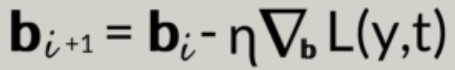 𝐛ᵢ₊₁ = 𝐛ᵢ - η∇𝐛 L(y,t)